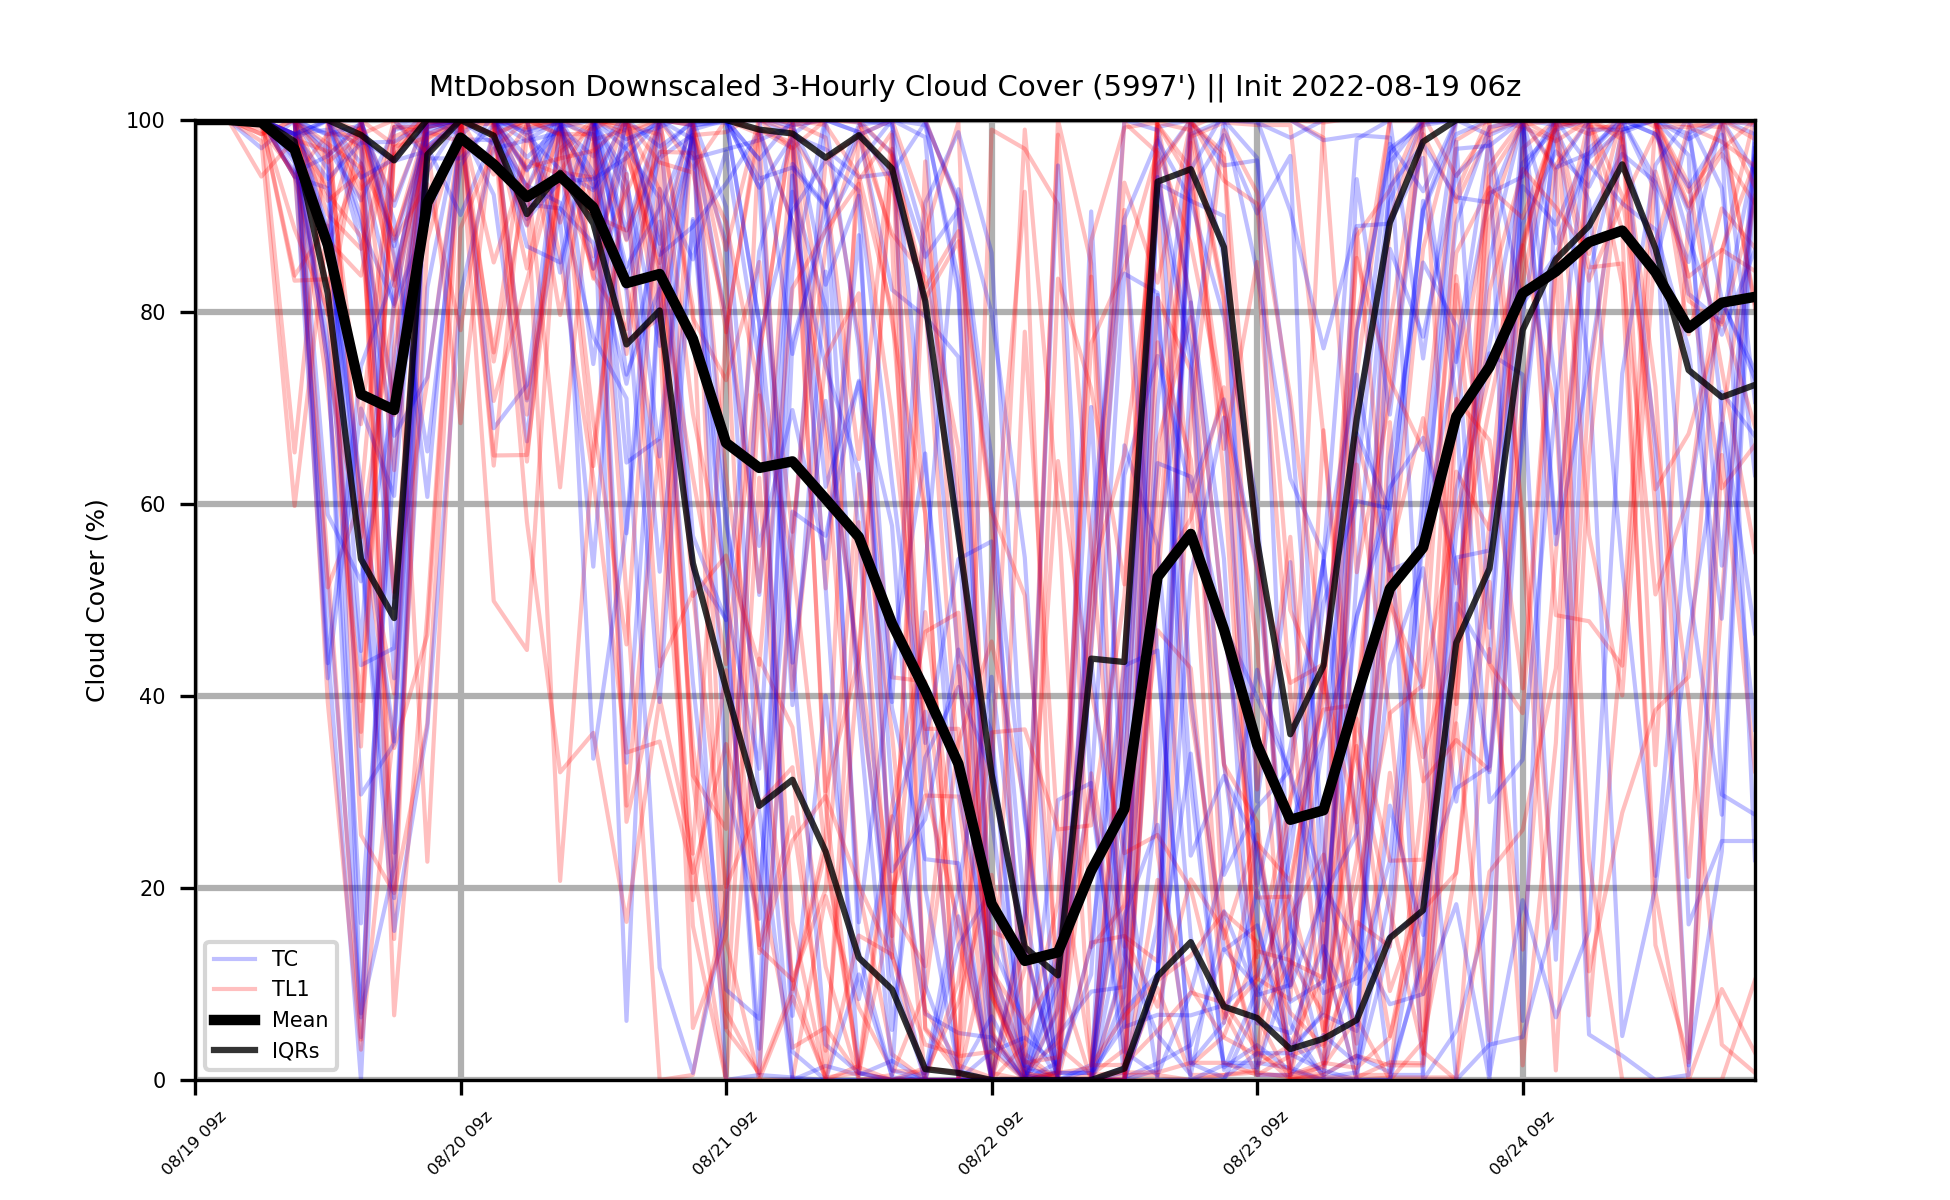 MtDobson Downscaled 3-Hourly Cloud Cover (5997') || Init 2022-08-19 06z
Cloud Cover (%)
100
80
60
40
20
0
TC
TL1
Mean
IQRs
08/19 09z
08/20 09z
08/21 09z
08/22 09z
08/23 09z
08/24 09z